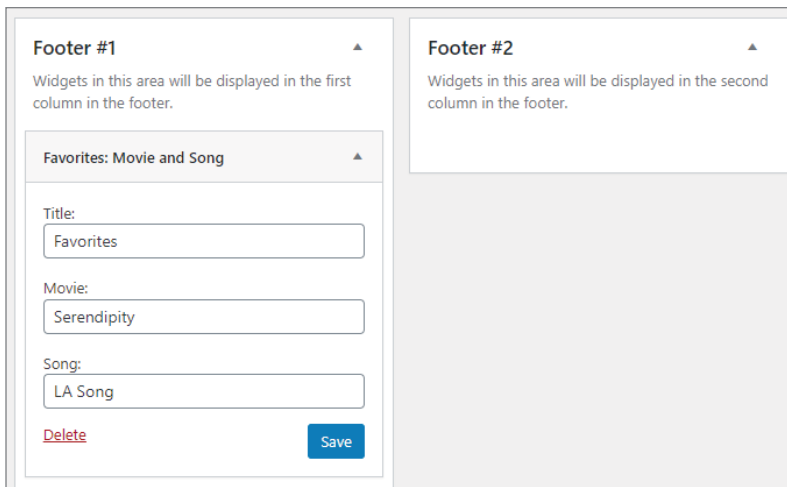 Footer #1
Widgets in this area will be displayed in the first
column in the footer.
Favorites: Movie and Song
Title:
Favorites
Movie:
Serendipity
Song:
LA Song
Delete
Save
Footer #2
Widgets in this area will be displayed in the second
column in the footer.